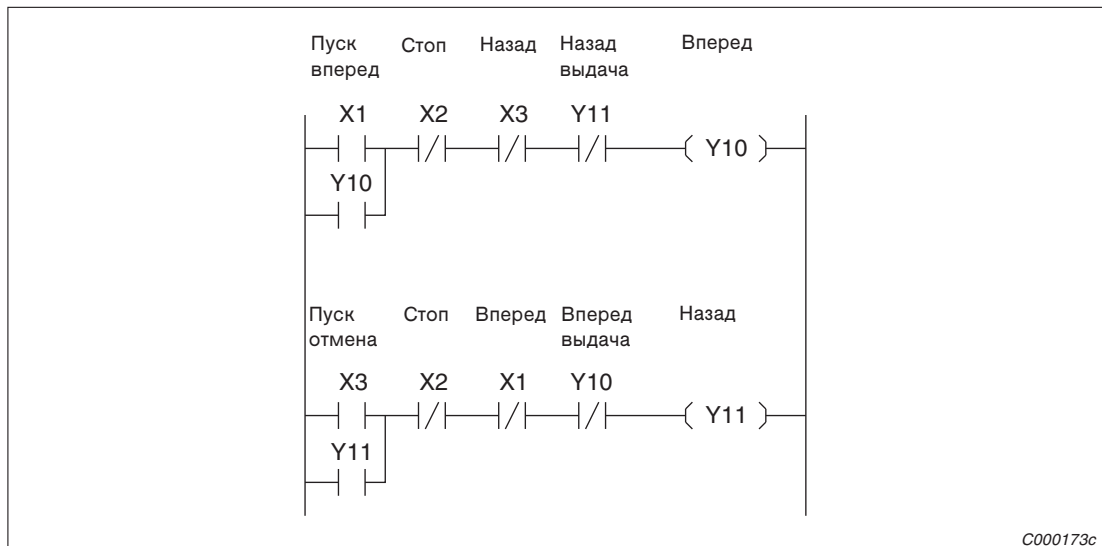 Пуск вперед
Стоп
Назад
Назад выдача
Вперед
X1
X2
X3
Y11
Y10
Y10
Пуск отмена
Стоп
Вперед
Вперед выдача
Назад
X3
X2
X1
Y10
Y11
Y11
C000173c